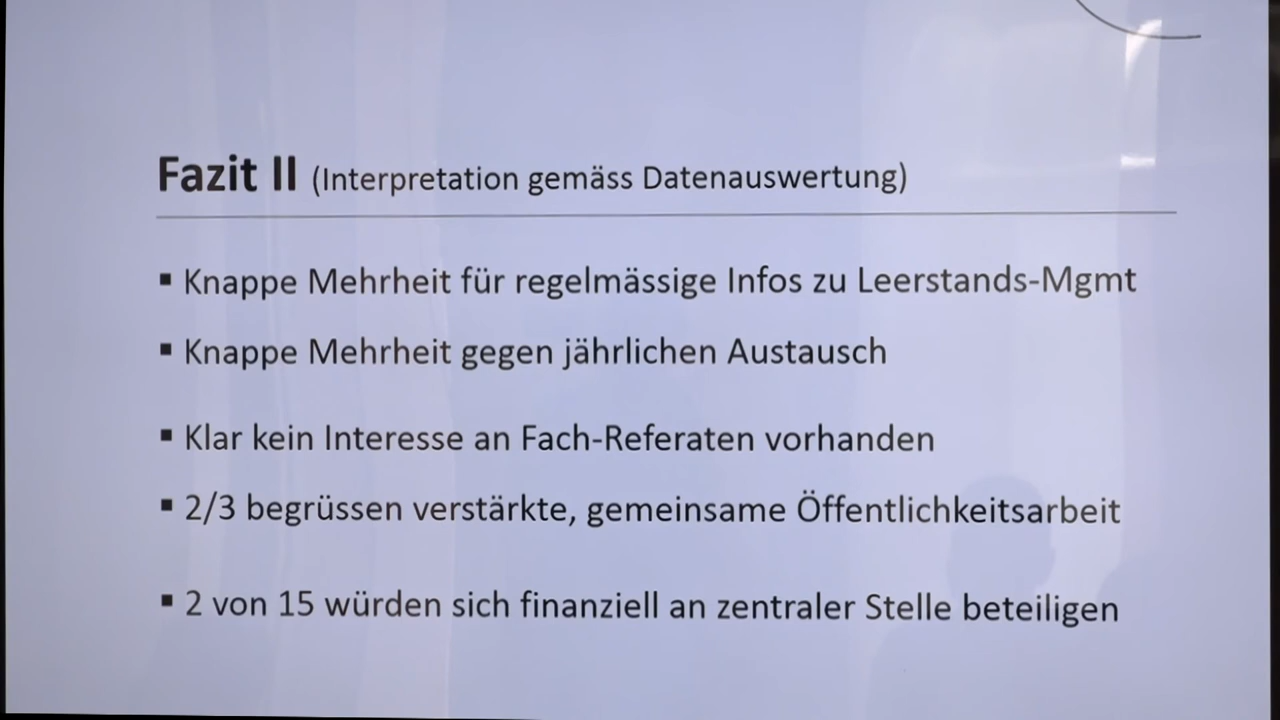 Fazit II (Interpretation gemäss Datenauswertung)
▪ Knappe Mehrheit für regelmässige Infos zu Leerstands-Mgmt
▪ Knappe Mehrheit gegen jährlichen Austausch
▪ Klar kein Interesse an Fach-Referaten vorhanden
▪ 2/3 begrüssen verstärkte, gemeinsame Öffentlichkeitsarbeit
▪ 2 von 15 würden sich finanziell an zentraler Stelle beteiligen